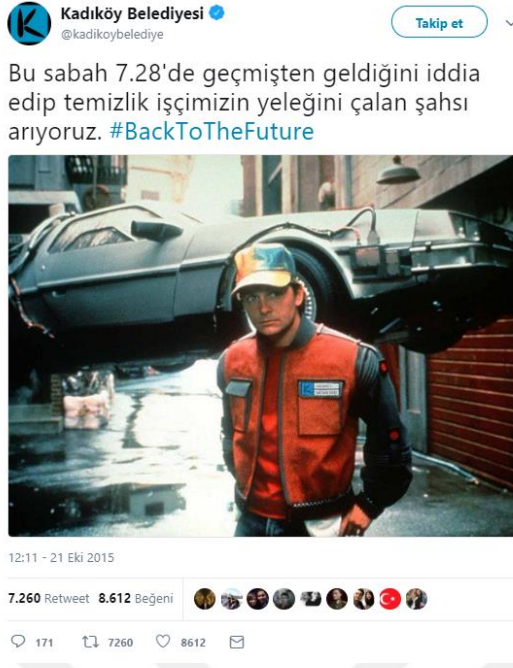 Kadıköy Belediyesi
@kadikoybelediye
Takip et
Bu sabah 7.28'de geçmişten geldiğini iddia
edip temizlik işçimizin yeleğini çalan şahsı
arıyoruz. #BackToTheFuture
12:11 - 21 Eki 2015
7.260 Retweet 8.612 Beğeni
171 7260 8612